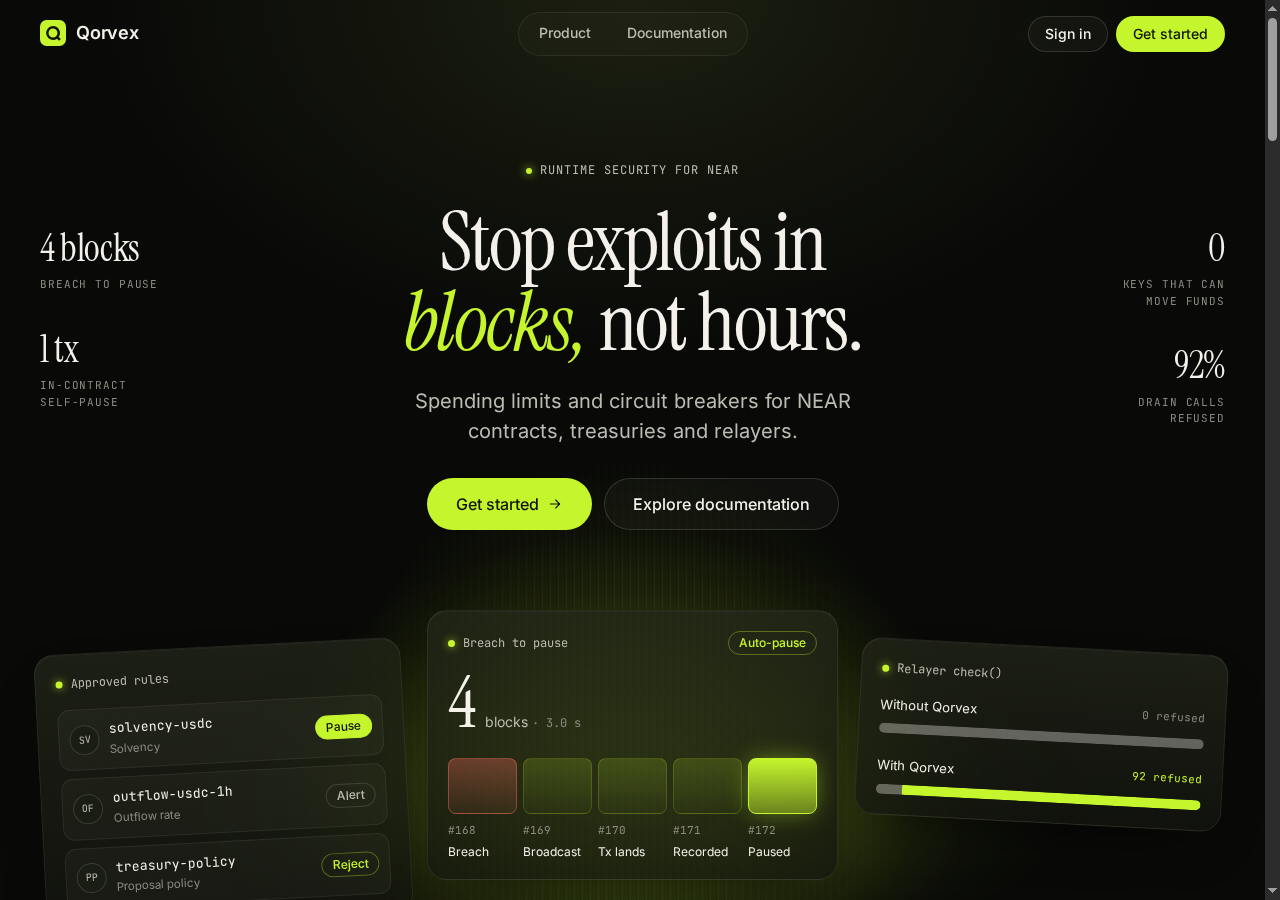 Qorvex
Product
Documentation
Sign in
Get started
RUNTIME SECURITY FOR NEAR
Stop exploits in
blocks, not hours.
4 blocks
BREACH TO PAUSE
1 tx
IN-CONTRACT
SELF-PAUSE
0
KEYS THAT CAN
MOVE FUNDS
92%
DRAIN CALLS
REFUSED
Spending limits and circuit breakers for NEAR
contracts, treasuries and relayers.
Get started →
Explore documentation
Approved rules
SV
solvency-usdc
Solvency
Pause
OF
outflow-usdc-1h
Outflow rate
Alert
PP
treasury-policy
Proposal policy
Reject
Breach to pause
Auto-pause
4 blocks · 3.0 s
#168 #169 #170 #171 #172
Breach Broadcast Tx lands Recorded Paused
Relayer check()
Without Qorvex
0 refused
With Qorvex
92 refused